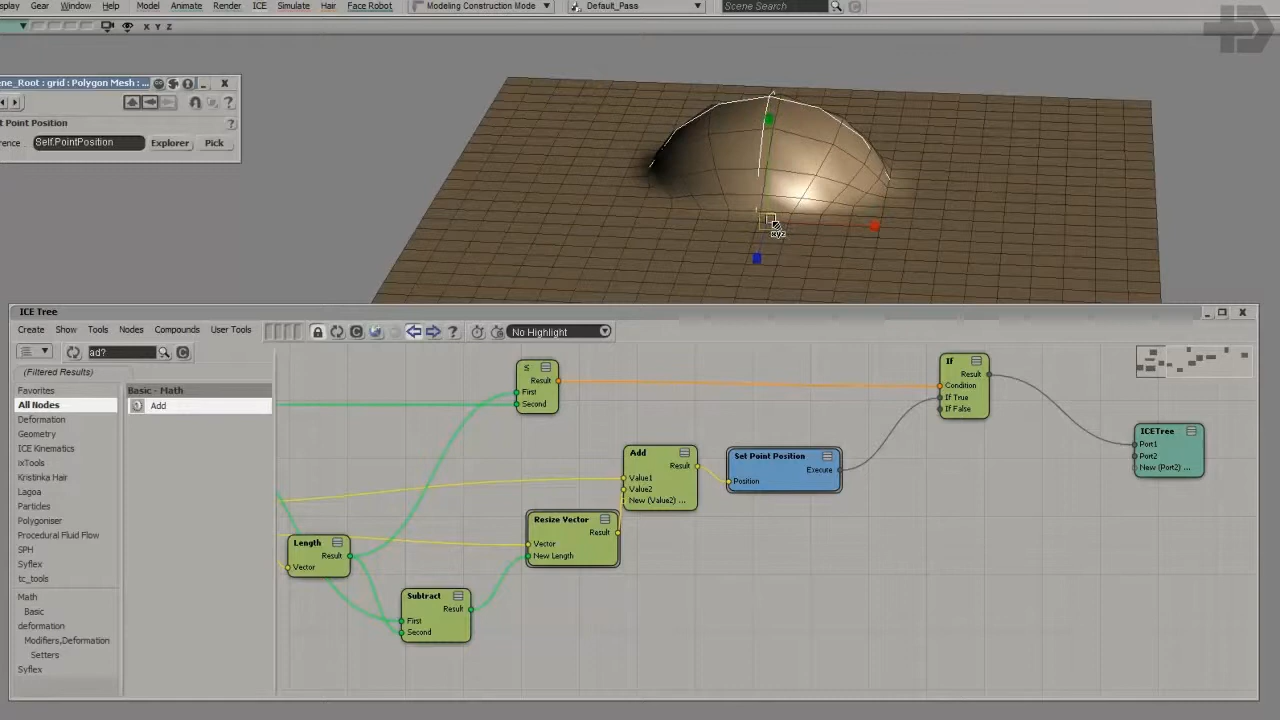 splay Gear Window Help Model Animate Render ICE Simulate Hair Face Robot Modeling Construction Mode Default_Pass Scene Search
X Y Z
ne_Root : grid : Polygon Mesh : ...
t Point Position
rence Self.PointPosition Explorer Pick
xyz
ICE Tree
Create Show Tools Nodes Compounds User Tools No Highlight
ad?
(Filtered Results)
Favorites
All Nodes
Deformation
Geometry
ICE Kinematics
ixTools
Kristinka Hair
Lagoa
Particles
Polygoniser
Procedural Fluid Flow
SPH
Syflex
tc_tools
Math
Basic
deformation
Modifiers,Deformation
Setters
Syflex
Basic - Math
Add
≤
Result
First
Second
Length
Result
Vector
Subtract
Result
First
Second
Resize Vector
Result
Vector
New Length
Add
Result
Value1
Value2
New (Value2) ...
Set Point Position
Execute
Position
If
Result
Condition
If True
If False
ICETree
Port1
Port2
New (Port2) ...